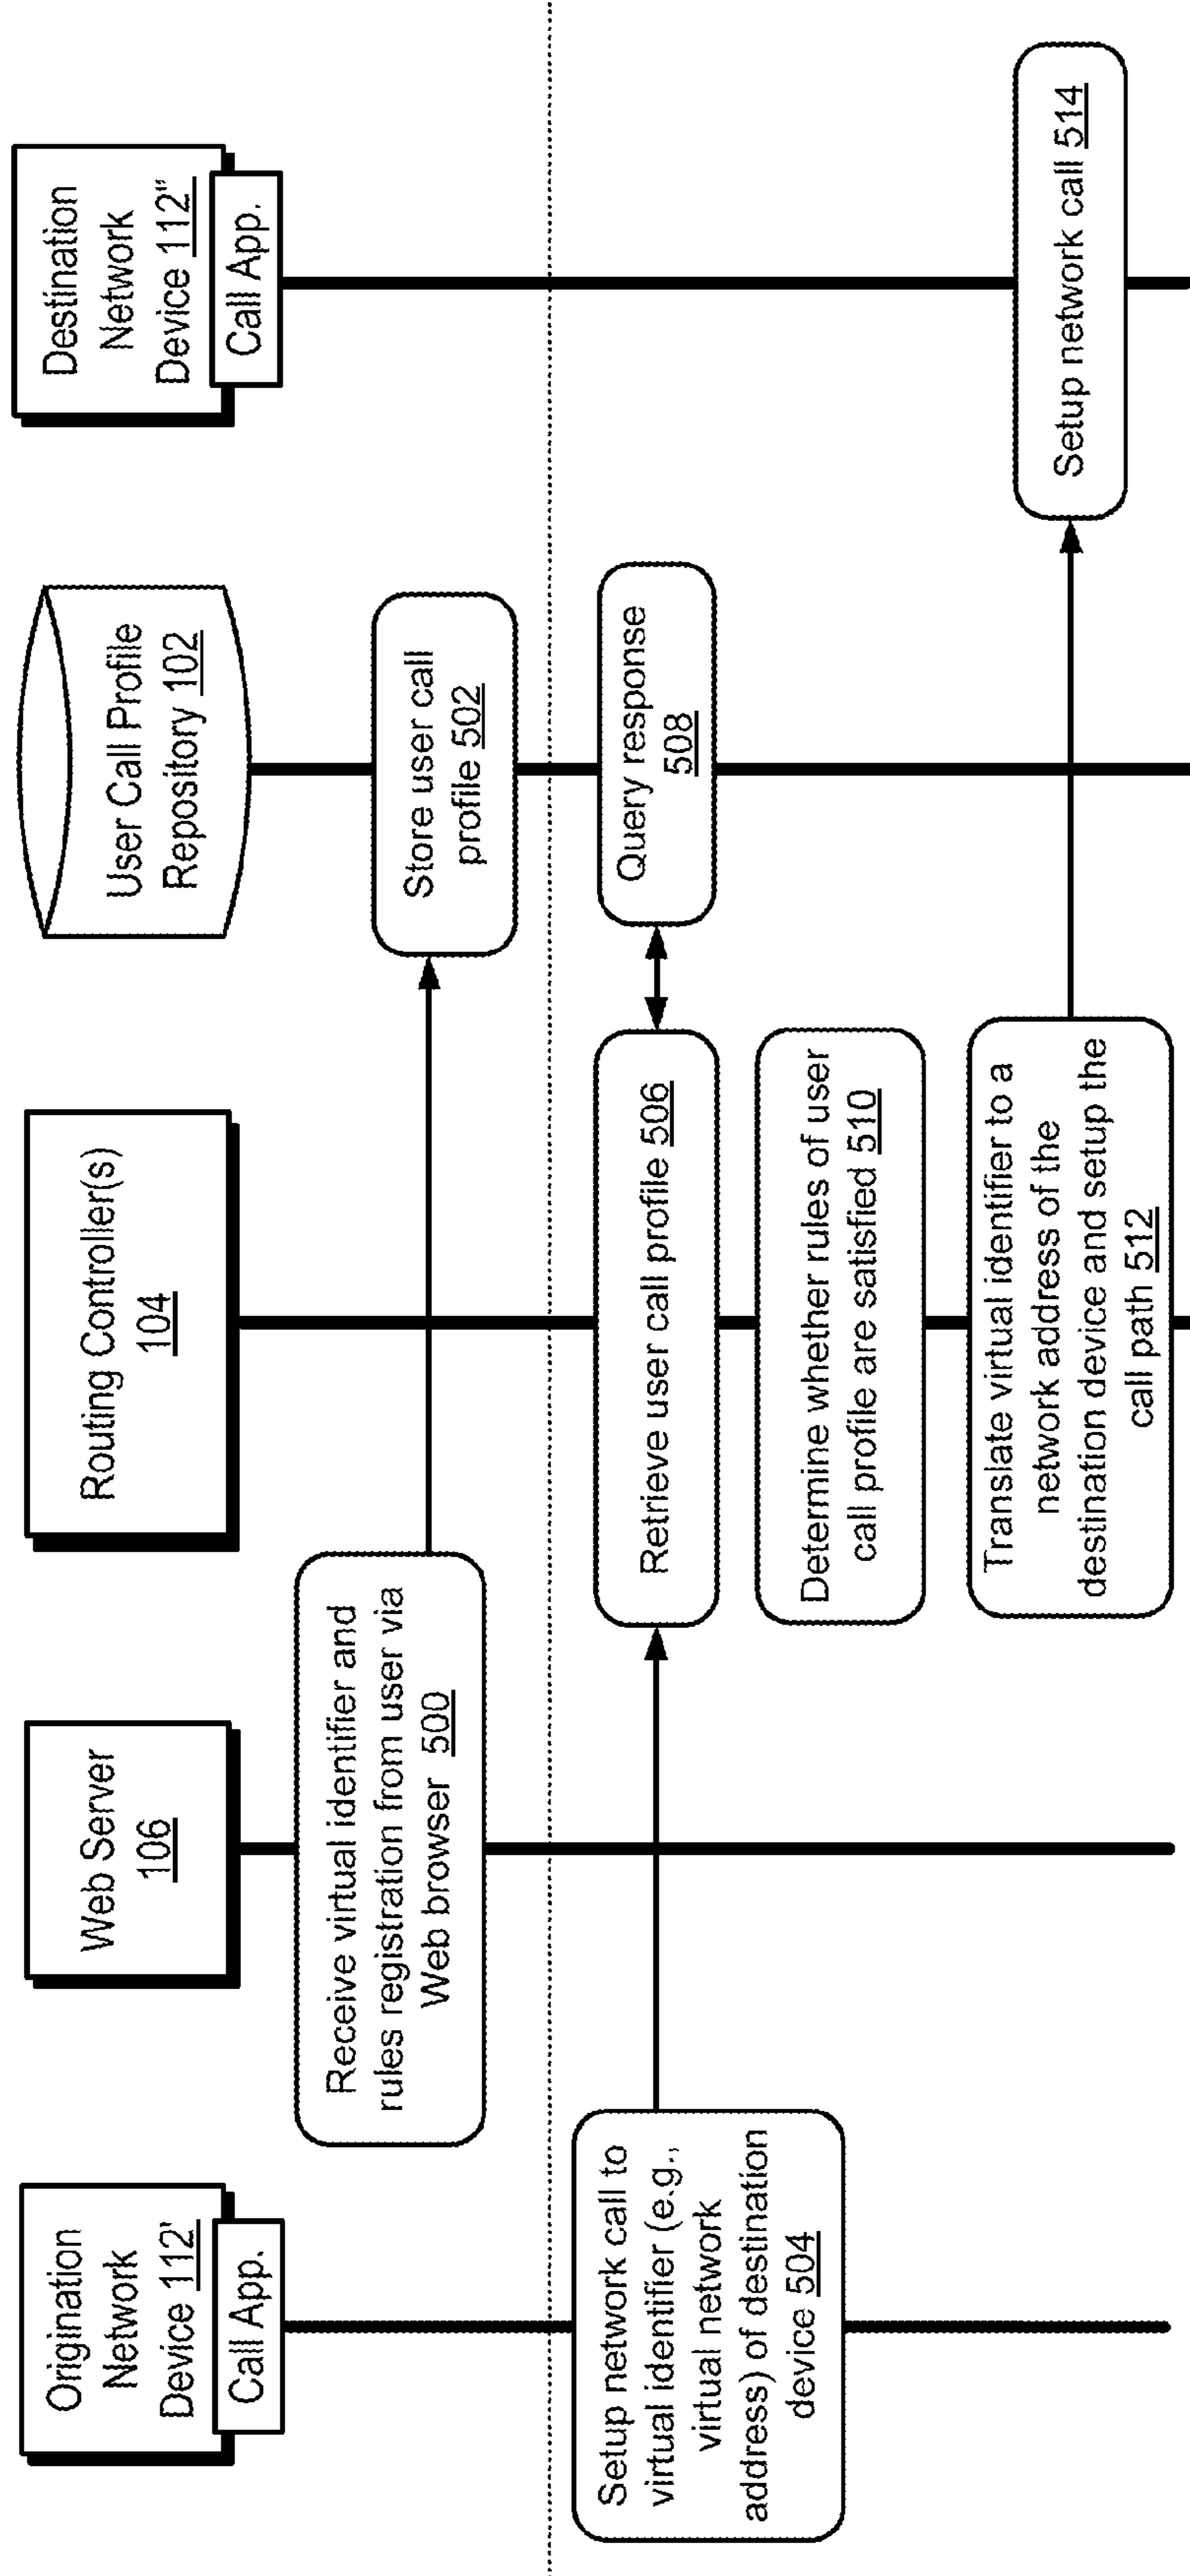 Origination
Network
Device 112'
Call App.
Web Server
106
Routing Controller(s)
104
User Call Profile
Repository 102
Destination
Network
Device 112"
Call App.
Receive virtual identifier and
rules registration from user via
Web browser 500
Store user call
profile 502
Setup network call to
virtual identifier (e.g.,
virtual network
address) of destination
device 504
Retrieve user call profile 506
Query response
508
Determine whether rules of user
call profile are satisfied 510
Translate virtual identifier to a
network address of the
destination device and setup the
call path 512
Setup network call 514